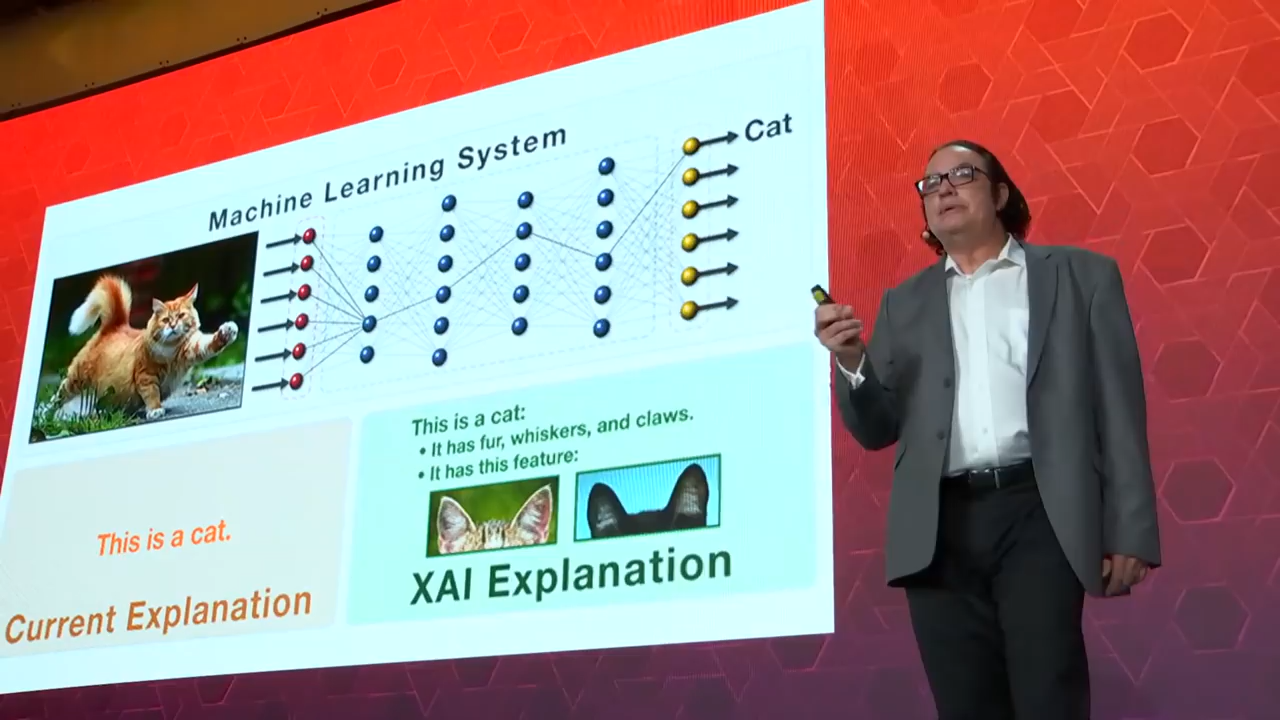 Machine Learning System
Cat
This is a cat.
Current Explanation
This is a cat:
• It has fur, whiskers, and claws.
• It has this feature:
XAI Explanation